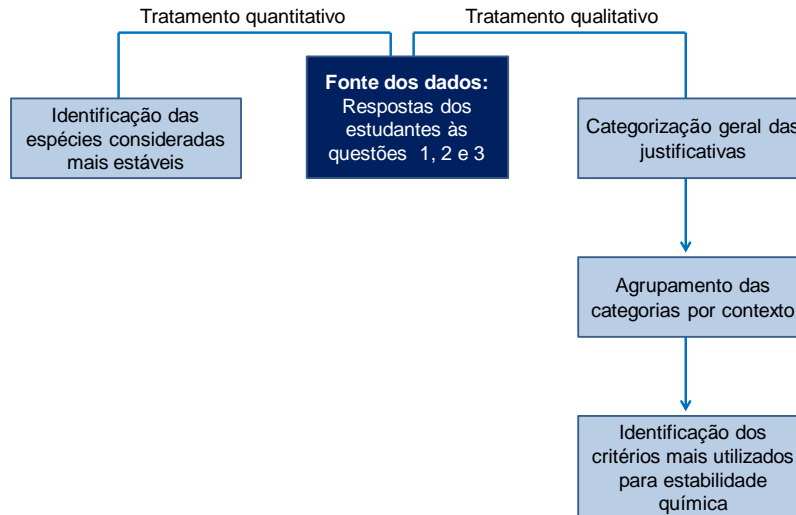 Tratamento quantitativo
Tratamento qualitativo
Fonte dos dados:
Respostas dos
estudantes às
questões 1, 2 e 3
Identificação das
espécies consideradas
mais estáveis
Categorização geral das
justificativas
Agrupamento das
categorias por contexto
Identificação dos
critérios mais utilizados
para estabilidade
química